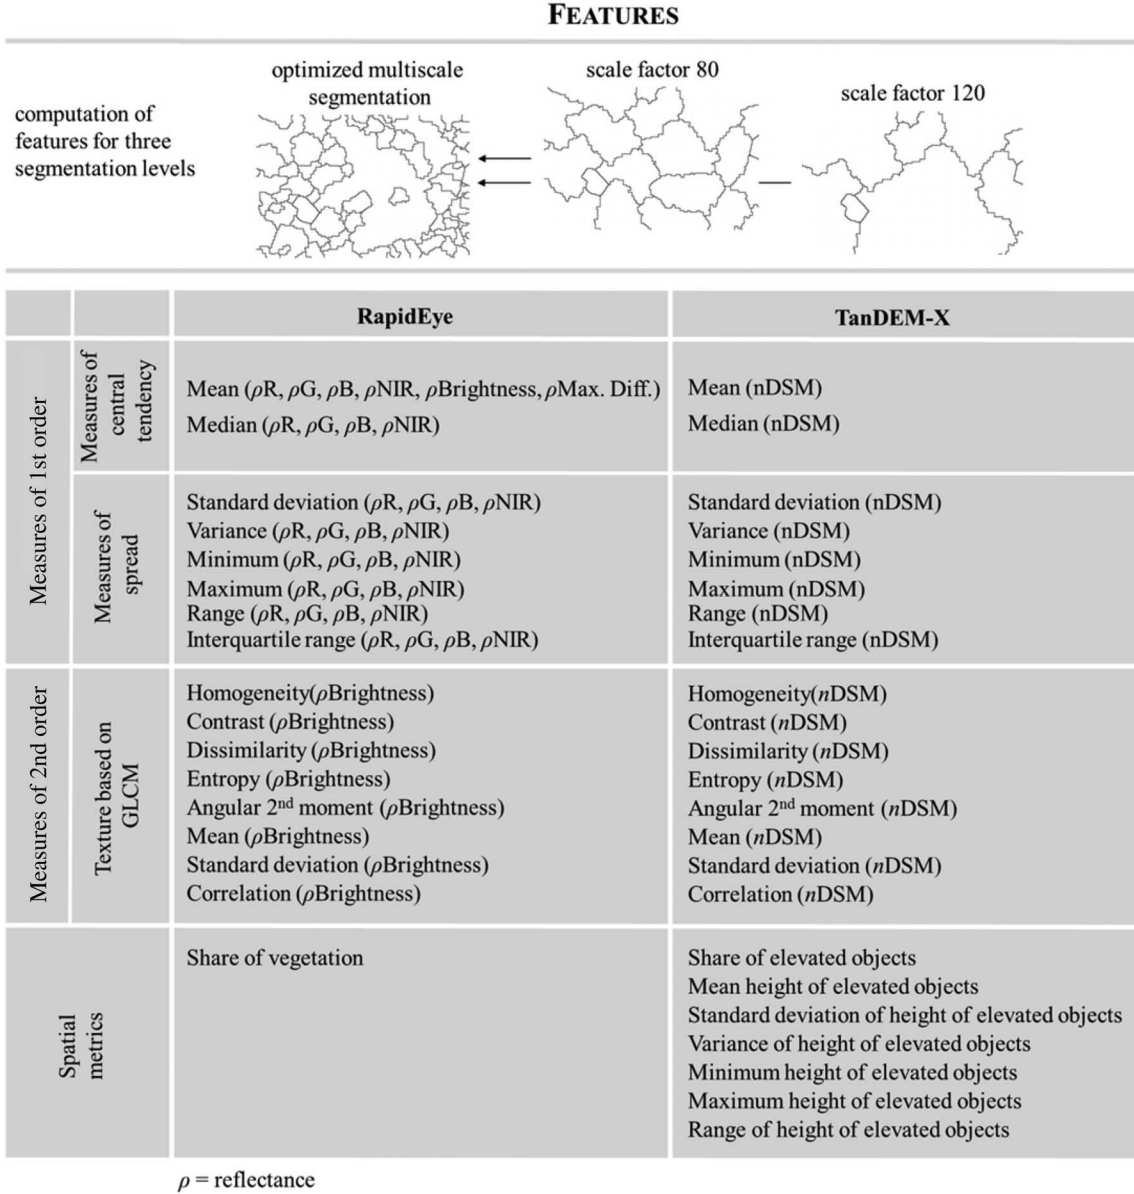 FEATURES
computation of
features for three
segmentation levels
optimized multiscale
segmentation
scale factor 80
scale factor 120
RapidEye
TanDEM-X
Measures of 1st order
Measures of
central
tendency
Mean (ρR, ρG, ρB, ρNIR, ρBrightness, ρMax. Diff.)
Median (ρR, ρG, ρB, ρNIR)
Mean (nDSM)
Median (nDSM)
Measures of
spread
Standard deviation (ρR, ρG, ρB, ρNIR)
Variance (ρR, ρG, ρB, ρNIR)
Minimum (ρR, ρG, ρB, ρNIR)
Maximum (ρR, ρG, ρB, ρNIR)
Range (ρR, ρG, ρB, ρNIR)
Interquartile range (ρR, ρG, ρB, ρNIR)
Standard deviation (nDSM)
Variance (nDSM)
Minimum (nDSM)
Maximum (nDSM)
Range (nDSM)
Interquartile range (nDSM)
Measures of 2nd order
Texture based on
GLCM
Homogeneity(ρBrightness)
Contrast (ρBrightness)
Dissimilarity (ρBrightness)
Entropy (ρBrightness)
Angular 2nd moment (ρBrightness)
Mean (ρBrightness)
Standard deviation (ρBrightness)
Correlation (ρBrightness)
Homogeneity(nDSM)
Contrast (nDSM)
Dissimilarity (nDSM)
Entropy (nDSM)
Angular 2nd moment (nDSM)
Mean (nDSM)
Standard deviation (nDSM)
Correlation (nDSM)
Spatial
metrics
Share of vegetation
Share of elevated objects
Mean height of elevated objects
Standard deviation of height of elevated objects
Variance of height of elevated objects
Minimum height of elevated objects
Maximum height of elevated objects
Range of height of elevated objects
ρ = reflectance